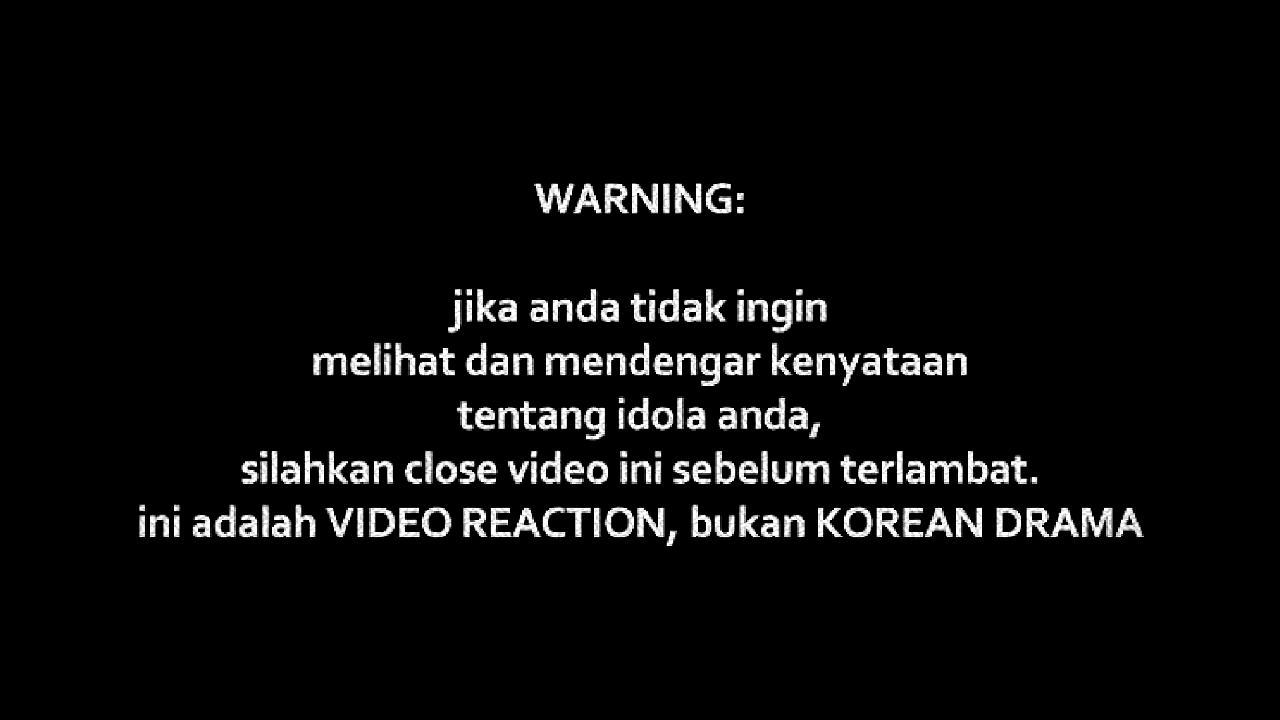 WARNING:
jika anda tidak ingin
melihat dan mendengar kenyataan
tentang idola anda,
silahkan close video ini sebelum terlambat.
ini adalah VIDEO REACTION, bukan KOREAN DRAMA